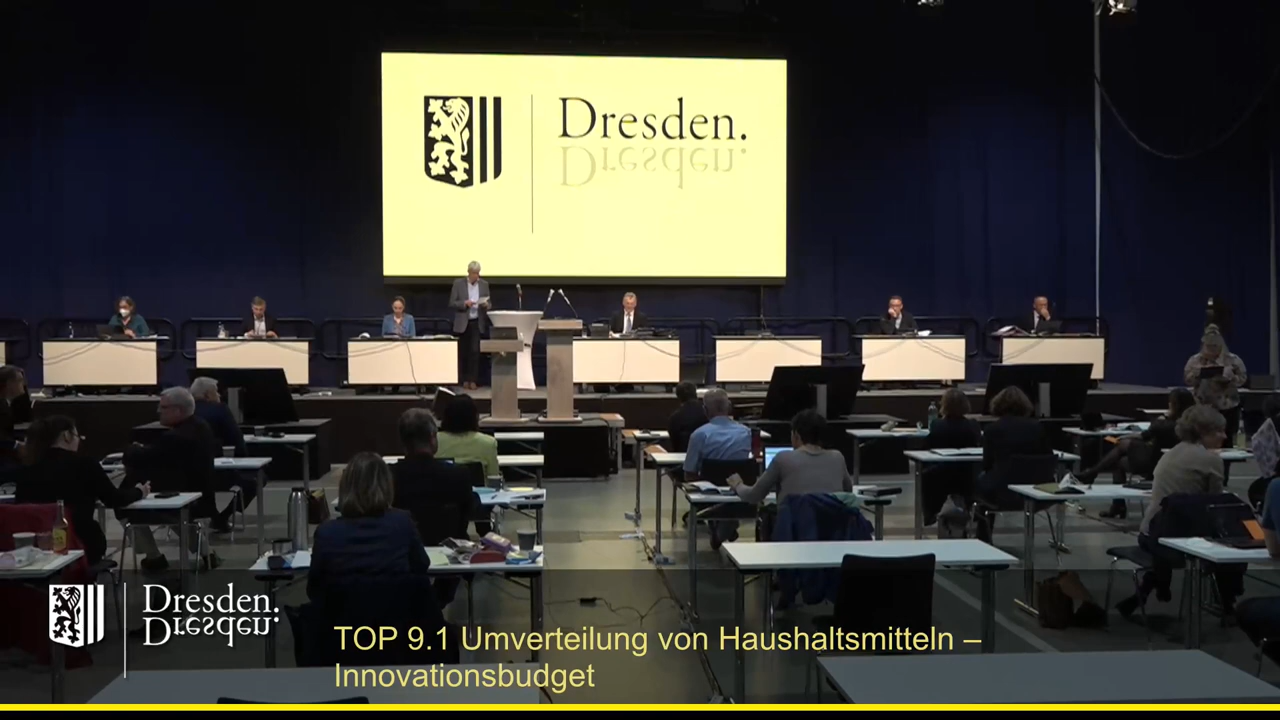 Dresden.
Dresden.
Dresden.
Dresden.
TOP 9.1 Umverteilung von Haushaltsmitteln –
Innovationsbudget